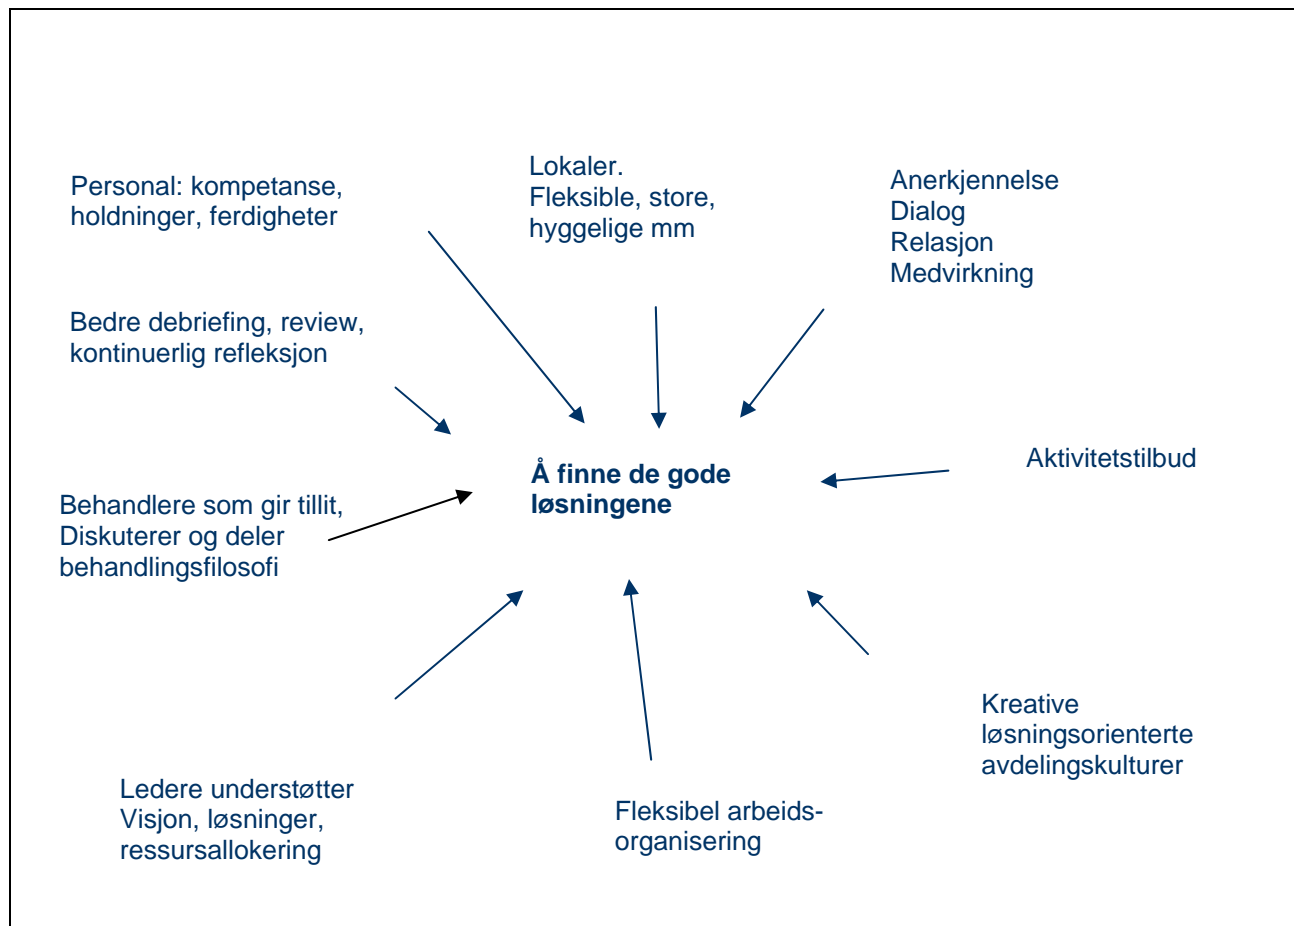 Personal: kompetanse,
holdninger, ferdigheter
Lokaler.
Fleksible, store,
hyggelige mm
Anerkjennelse
Dialog
Relasjon
Medvirkning
Bedre debriefing, review,
kontinuerlig refleksjon
Å finne de gode
løsningene
Aktivitetstilbud
Behandlere som gir tillit,
Diskuterer og deler
behandlingsfilosofi
Ledere understøtter
Visjon, løsninger,
ressursallokering
Fleksibel arbeids-
organisering
Kreative
løsningsorienterte
avdelingskulturer